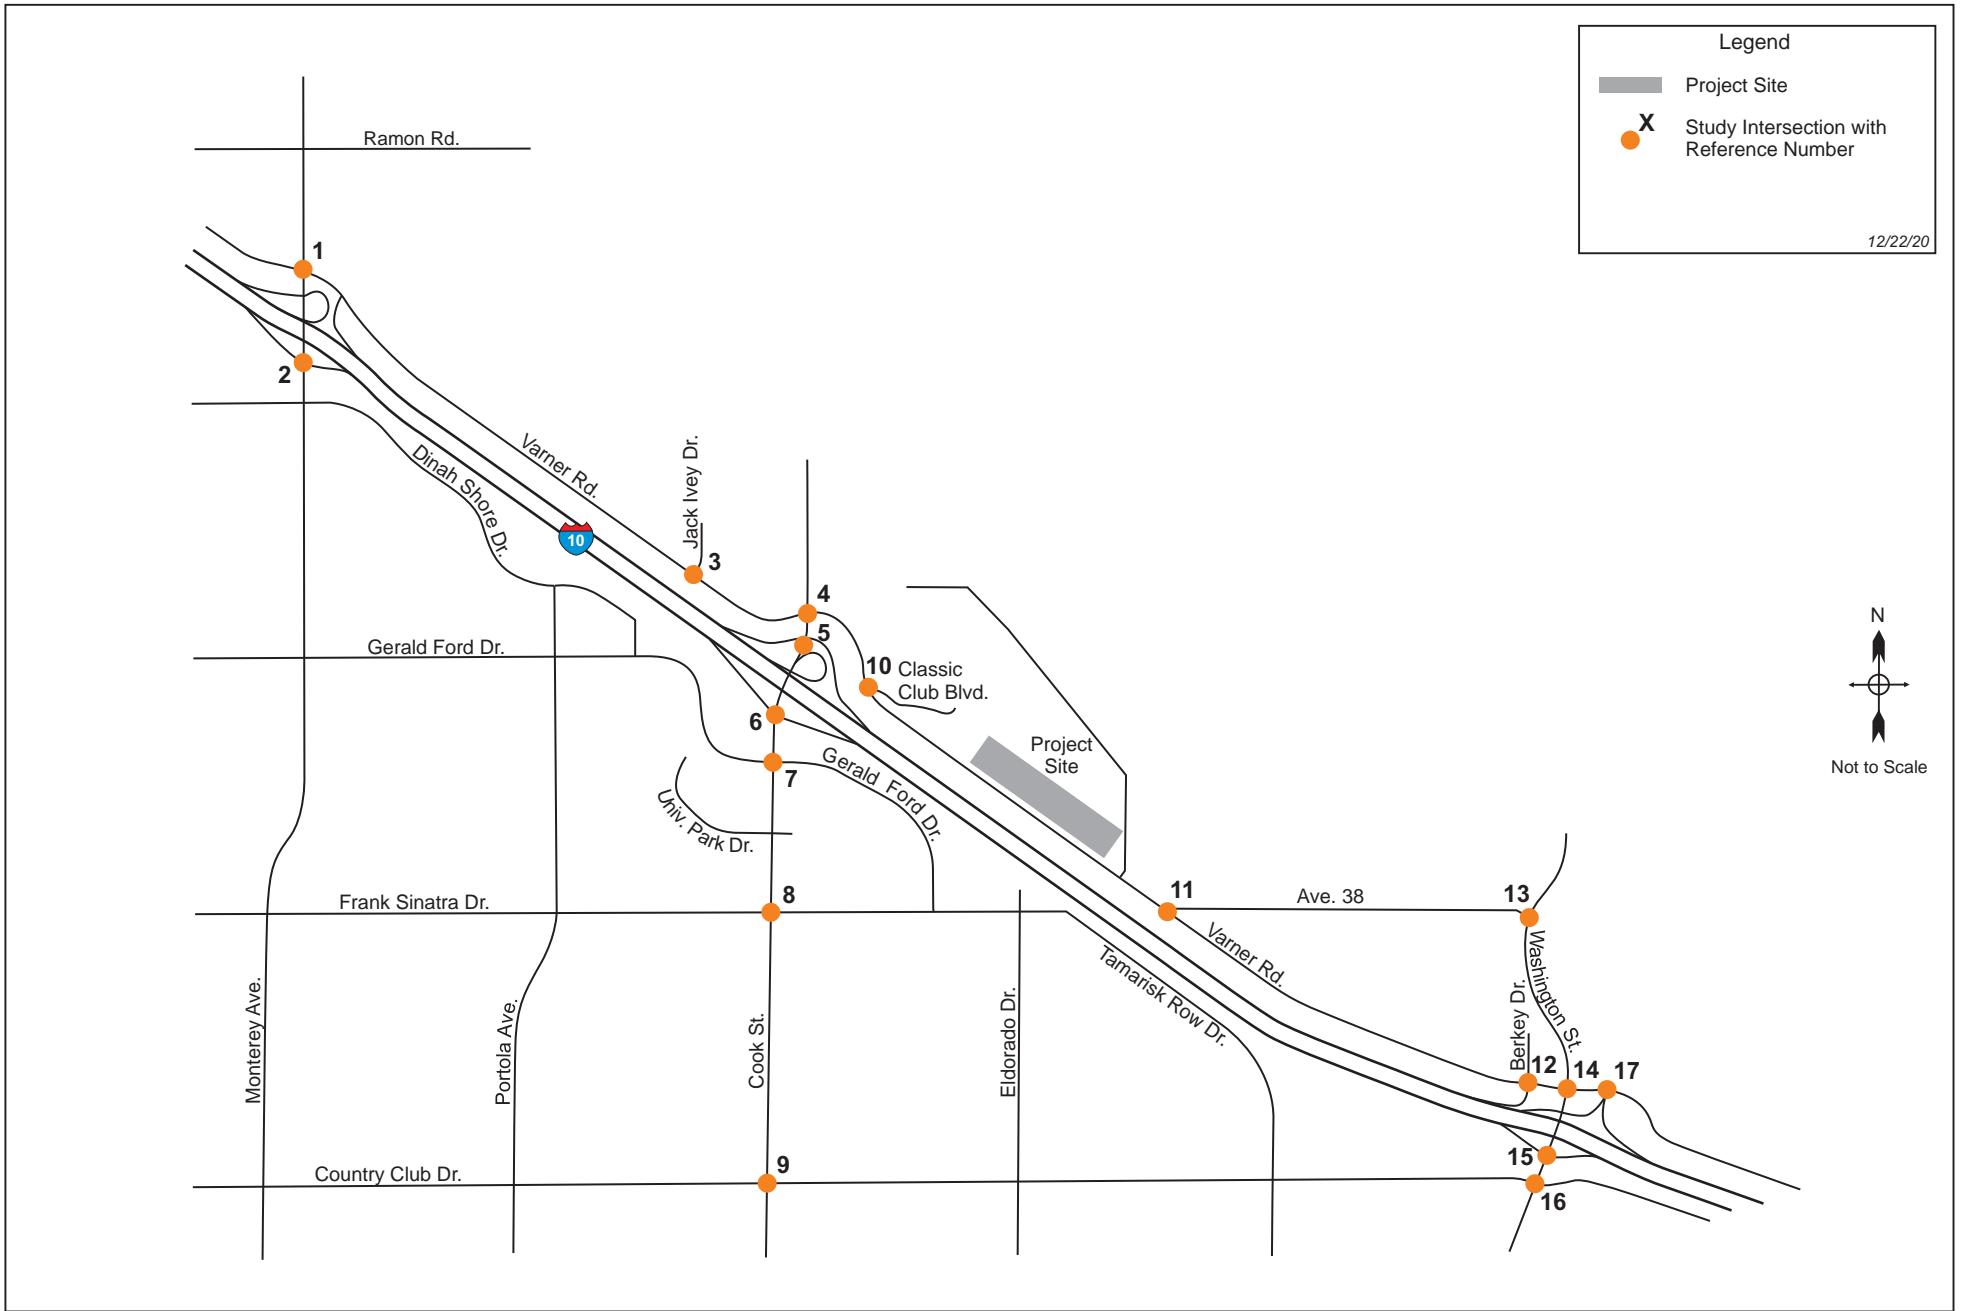 Legend
Project Site
X
Study Intersection with
Reference Number
12/22/20
Ramon Rd.
1
2
Varner Rd.
Dinah Shore Dr.
Jack Ivey Dr.
10
3
4
5
N
Gerald Ford Dr.
10
Classic
Club Blvd.
6
Project
Site
Not to Scale
7
Gerald Ford Dr.
Univ. Park Dr.
8
11
Ave. 38
13
Frank Sinatra Dr.
Varner Rd.
Washington St.
Tamarisk Row Dr.
Monterey Ave.
Portola Ave.
Cook St.
Eldorado Dr.
Berkey Dr.
12
14
17
15
9
Country Club Dr.
16